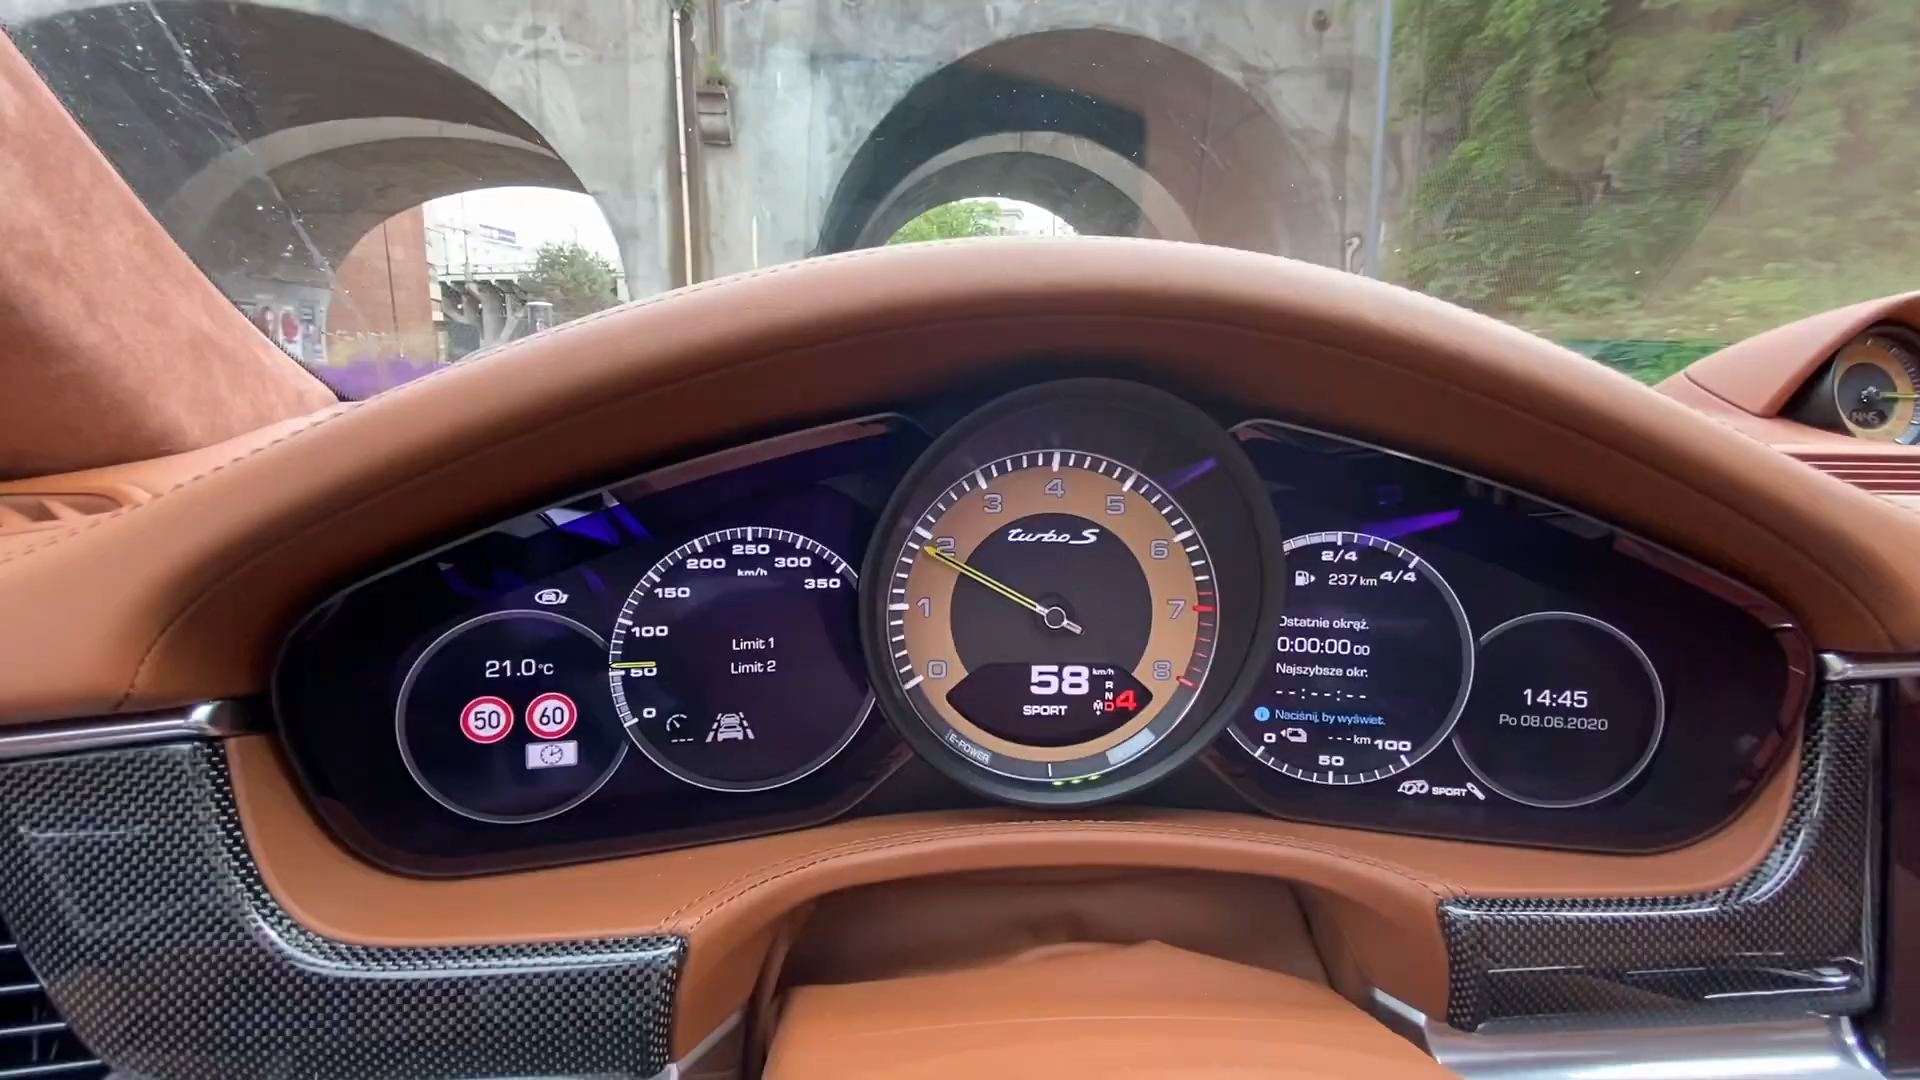 21.0°C
50
60
0
50
100
150
200
250
300
350
km/h
Limit 1
Limit 2
0
1
2
3
4
5
6
7
8
turbo S
58 km/h
SPORT
R
N
D
M
4
E-POWER
2/4
237 km 4/4
Ostatnie okrąż.
0:00:00 00
Najszybsze okr.
--:--:--
Naciśnij, by wyświet.
0
---km 100
50
SPORT
14:45
Po 08.06.2020